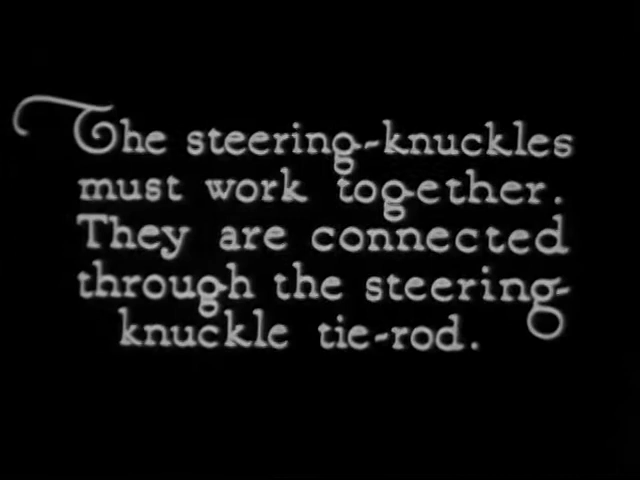 The steering-knuckles
must work together.
They are connected
through the steering-
knuckle tie-rod.